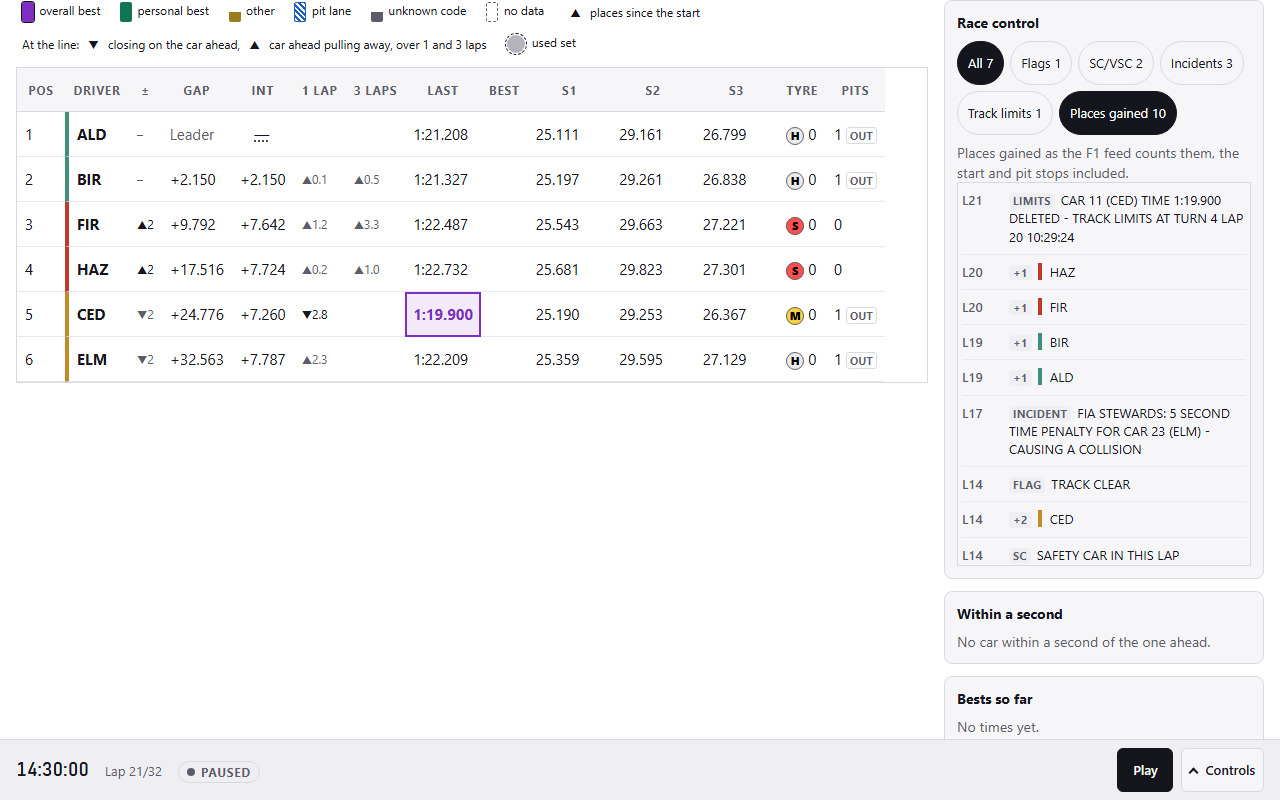 overall best personal best other pit lane unknown code no data ▲ places since the start
At the line: ▼ closing on the car ahead, ▲ car ahead pulling away, over 1 and 3 laps used set
POS DRIVER ± GAP INT 1 LAP 3 LAPS LAST BEST S1 S2 S3 TYRE PITS
1 ALD – Leader 1:21.208 25.111 29.161 26.799 H 0 1 OUT
2 BIR – +2.150 +2.150 ▲0.1 ▲0.5 1:21.327 25.197 29.261 26.838 H 0 1 OUT
3 FIR ▲2 +9.792 +7.642 ▲1.2 ▲3.3 1:22.487 25.543 29.663 27.221 S 0 0
4 HAZ ▲2 +17.516 +7.724 ▲0.2 ▲1.0 1:22.732 25.681 29.823 27.301 S 0 0
5 CED ▼2 +24.776 +7.260 ▼2.8 1:19.900 25.190 29.253 26.367 M 0 1 OUT
6 ELM ▼2 +32.563 +7.787 ▲2.3 1:22.209 25.359 29.595 27.129 H 0 1 OUT
Race control
All 7 Flags 1 SC/VSC 2 Incidents 3
Track limits 1 Places gained 10
Places gained as the F1 feed counts them, the
start and pit stops included.
L21 LIMITS CAR 11 (CED) TIME 1:19.900
DELETED - TRACK LIMITS AT TURN 4 LAP
20 10:29:24
L20 +1 HAZ
L20 +1 FIR
L19 +1 BIR
L19 +1 ALD
L17 INCIDENT FIA STEWARDS: 5 SECOND
TIME PENALTY FOR CAR 23 (ELM) -
CAUSING A COLLISION
L14 FLAG TRACK CLEAR
L14 +2 CED
L14 SC SAFETY CAR IN THIS LAP
Within a second
No car within a second of the one ahead.
Bests so far
No times yet.
14:30:00 Lap 21/32 PAUSED Play Controls